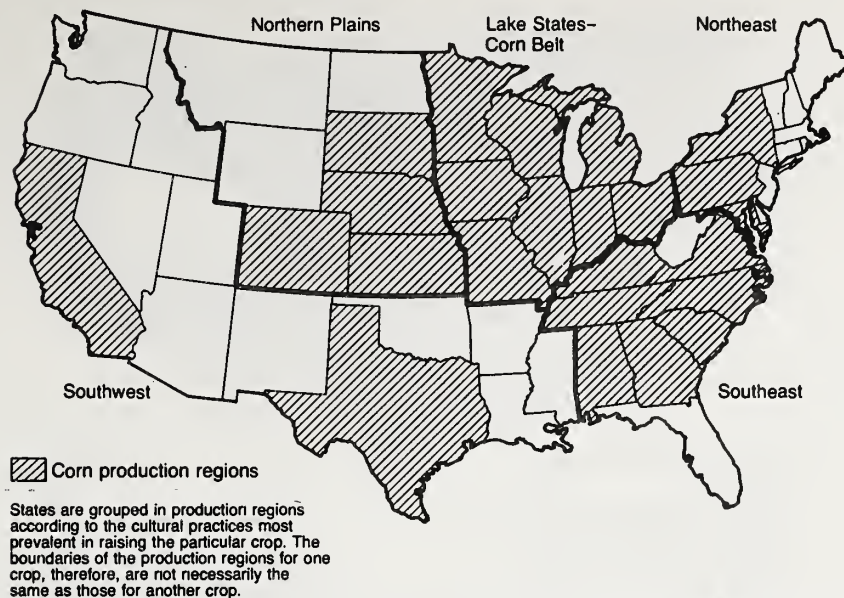 Northern Plains
Lake States–
Corn Belt
Northeast
Southwest
Southeast
Corn production regions
States are grouped in production regions
according to the cultural practices most
prevalent in raising the particular crop. The
boundaries of the production regions for one
crop, therefore, are not necessarily the
same as those for another crop.